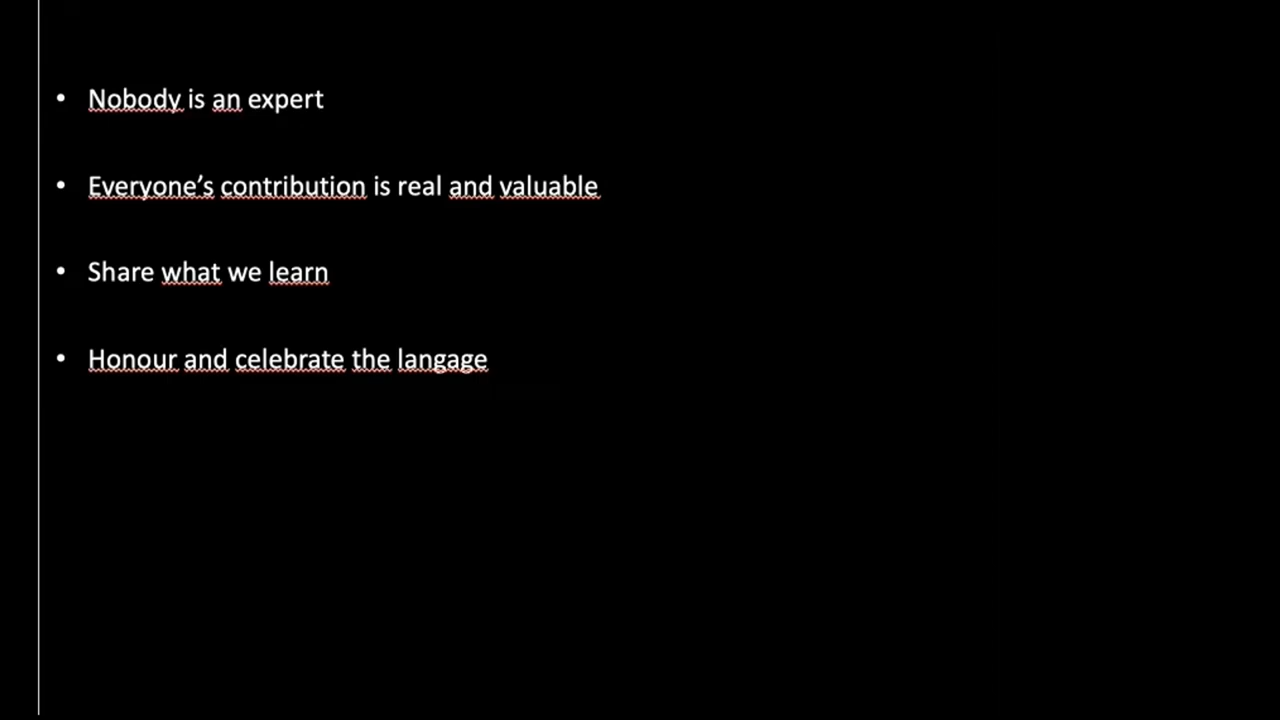 • Nobody is an expert
• Everyone’s contribution is real and valuable
• Share what we learn
• Honour and celebrate the langage